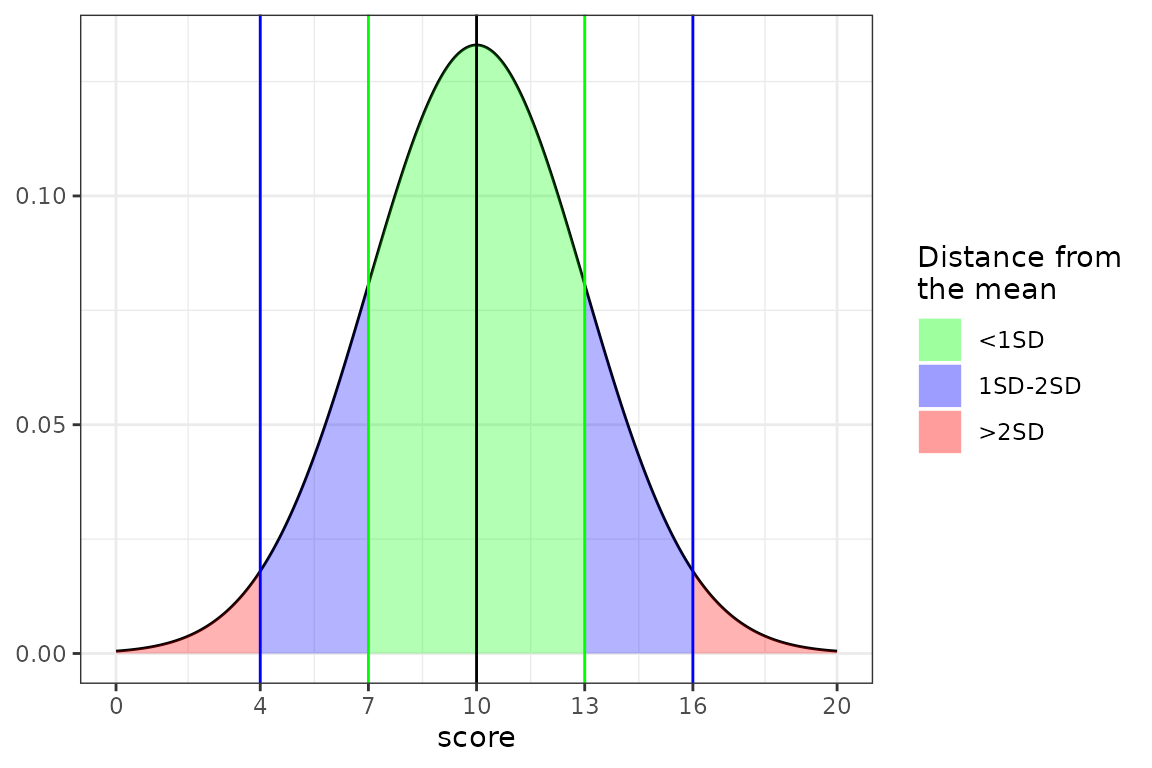 0.10
0.05
0.00
0 4 7 10 13 16 20
score
Distance from
the mean
<1SD
1SD-2SD
>2SD